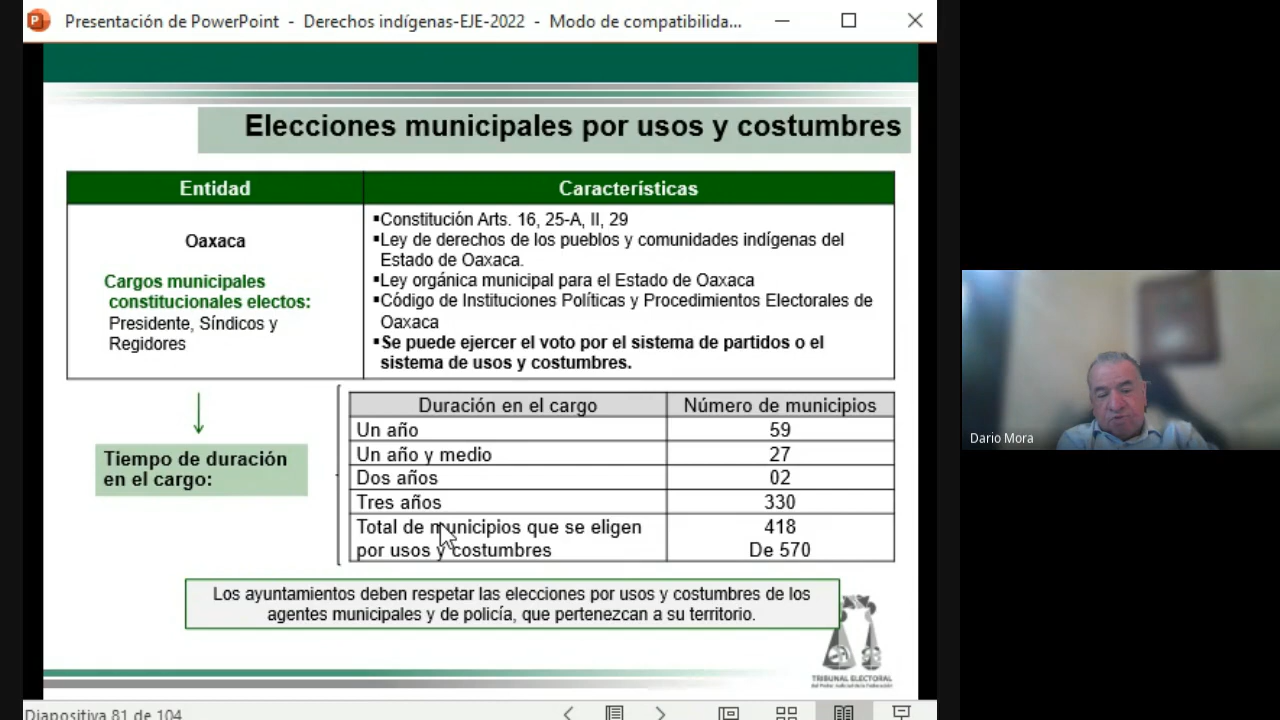 Presentación de PowerPoint - Derechos indígenas-EJE-2022 - Modo de compatibilida...
Elecciones municipales por usos y costumbres
Entidad
Características
Oaxaca
Cargos municipales
constitucionales electos:
Presidente, Síndicos y
Regidores
▪Constitución Arts. 16, 25-A, II, 29
▪Ley de derechos de los pueblos y comunidades indígenas del
Estado de Oaxaca.
▪Ley orgánica municipal para el Estado de Oaxaca
▪Código de Instituciones Políticas y Procedimientos Electorales de
Oaxaca
▪Se puede ejercer el voto por el sistema de partidos o el
sistema de usos y costumbres.
Tiempo de duración
en el cargo:
Duración en el cargo Número de municipios
Un año 59
Un año y medio 27
Dos años 02
Tres años 330
Total de municipios que se eligen 418
por usos y costumbres De 570
Los ayuntamientos deben respetar las elecciones por usos y costumbres de los
agentes municipales y de policía, que pertenezcan a su territorio.
TRIBUNAL ELECTORAL
del Poder Judicial de la Federación
Diapositiva 81 de 104
Dario Mora